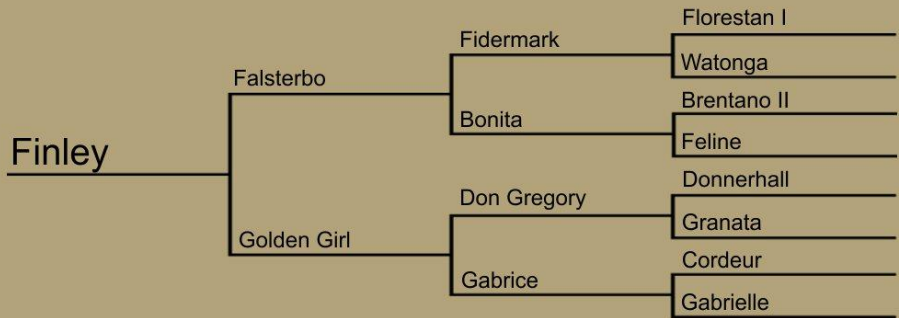 Finley
Falsterbo
Golden Girl
Fidermark
Bonita
Don Gregory
Gabrice
Florestan I
Watonga
Brentano II
Feline
Donnerhall
Granata
Cordeur
Gabrielle